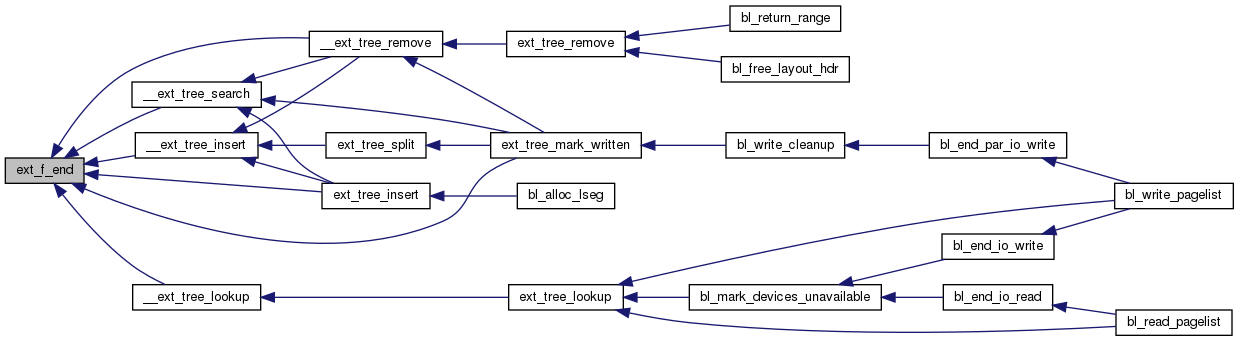 bl_return_range
__ext_tree_remove
ext_tree_remove
bl_free_layout_hdr
__ext_tree_search
__ext_tree_insert
ext_tree_split
ext_tree_mark_written
bl_write_cleanup
bl_end_par_io_write
ext_f_end
ext_tree_insert
bl_alloc_lseg
bl_write_pagelist
bl_end_io_write
__ext_tree_lookup
ext_tree_lookup
bl_mark_devices_unavailable
bl_end_io_read
bl_read_pagelist